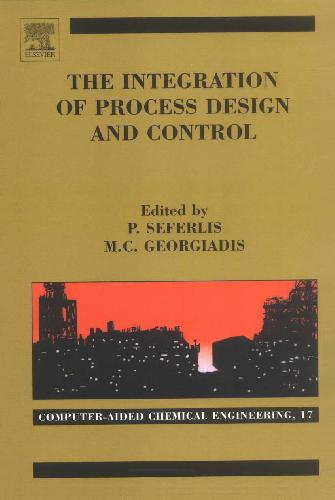 ELSEVIER
THE INTEGRATION
OF PROCESS DESIGN
AND CONTROL
Edited by
P. SEFERLIS
M.C. GEORGIADIS
COMPUTER-AIDED CHEMICAL ENGINEERING, 17